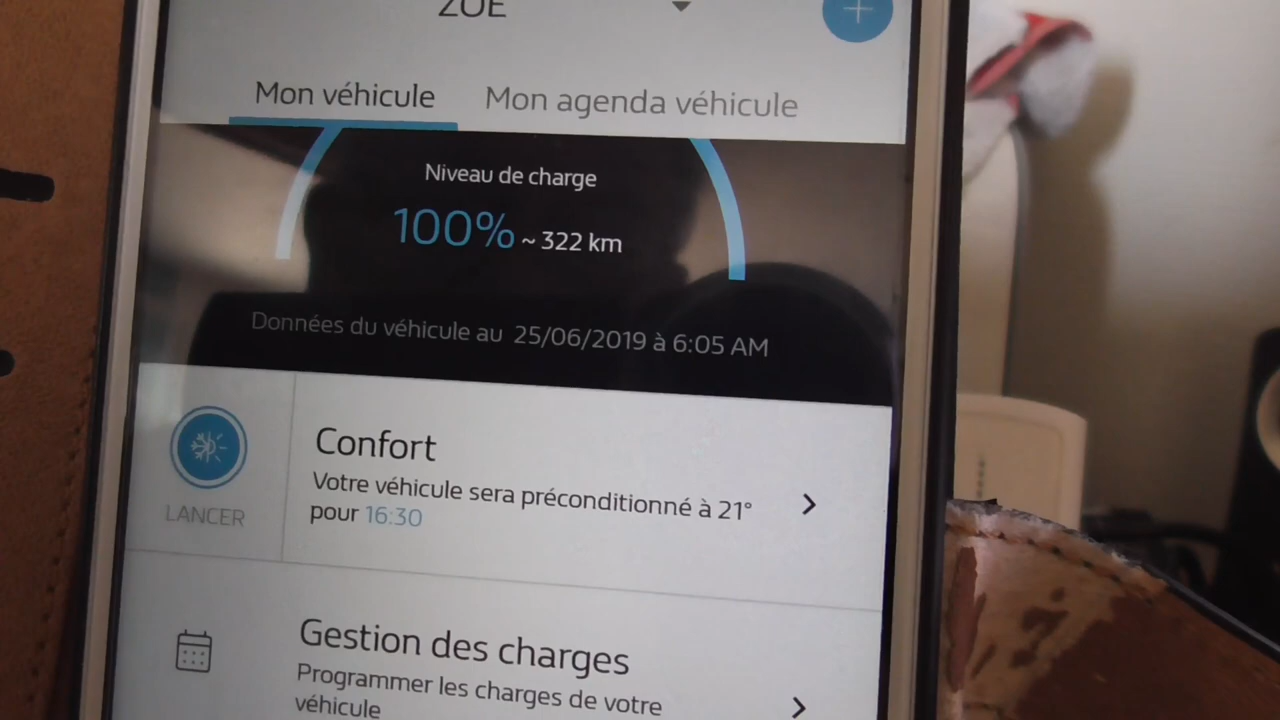 ZOE
Mon véhicule
Mon agenda véhicule
Niveau de charge
100% ~ 322 km
Données du véhicule au 25/06/2019 à 6:05 AM
LANCER
Confort
Votre véhicule sera préconditionné à 21°
pour 16:30
Gestion des charges
Programmer les charges de votre
véhicule